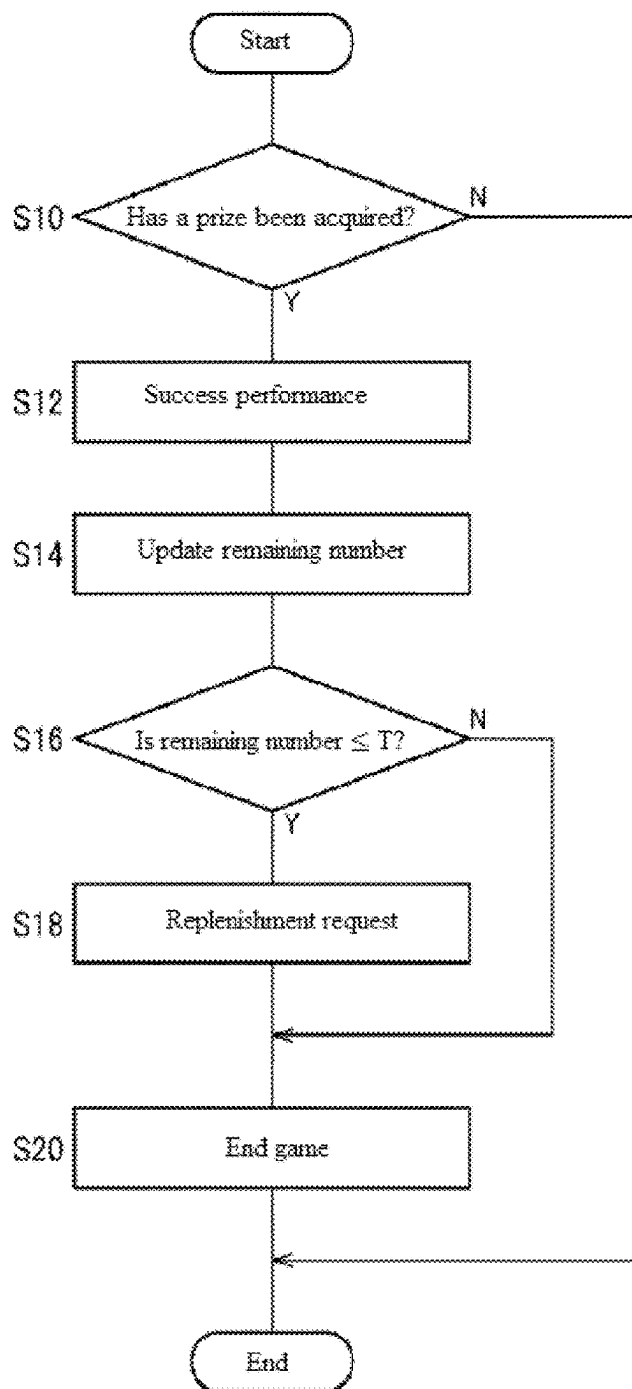 Start
S10
Has a prize been acquired?
N
Y
S12
Success performance
S14
Update remaining number
S16
Is remaining number ≤ T?
N
Y
S18
Replenishment request
S20
End game
End